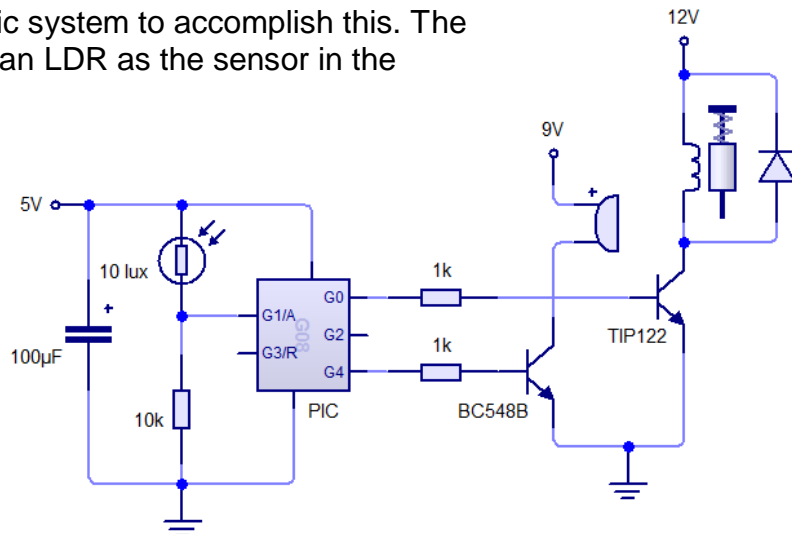 ic system to accomplish this. The
an LDR as the sensor in the
12V
9V
5V
10 lux
+
+
1k
G0
G1/A
G08
G2
TIP122
100µF
G3/R
1k
G4
10k
PIC
BC548B